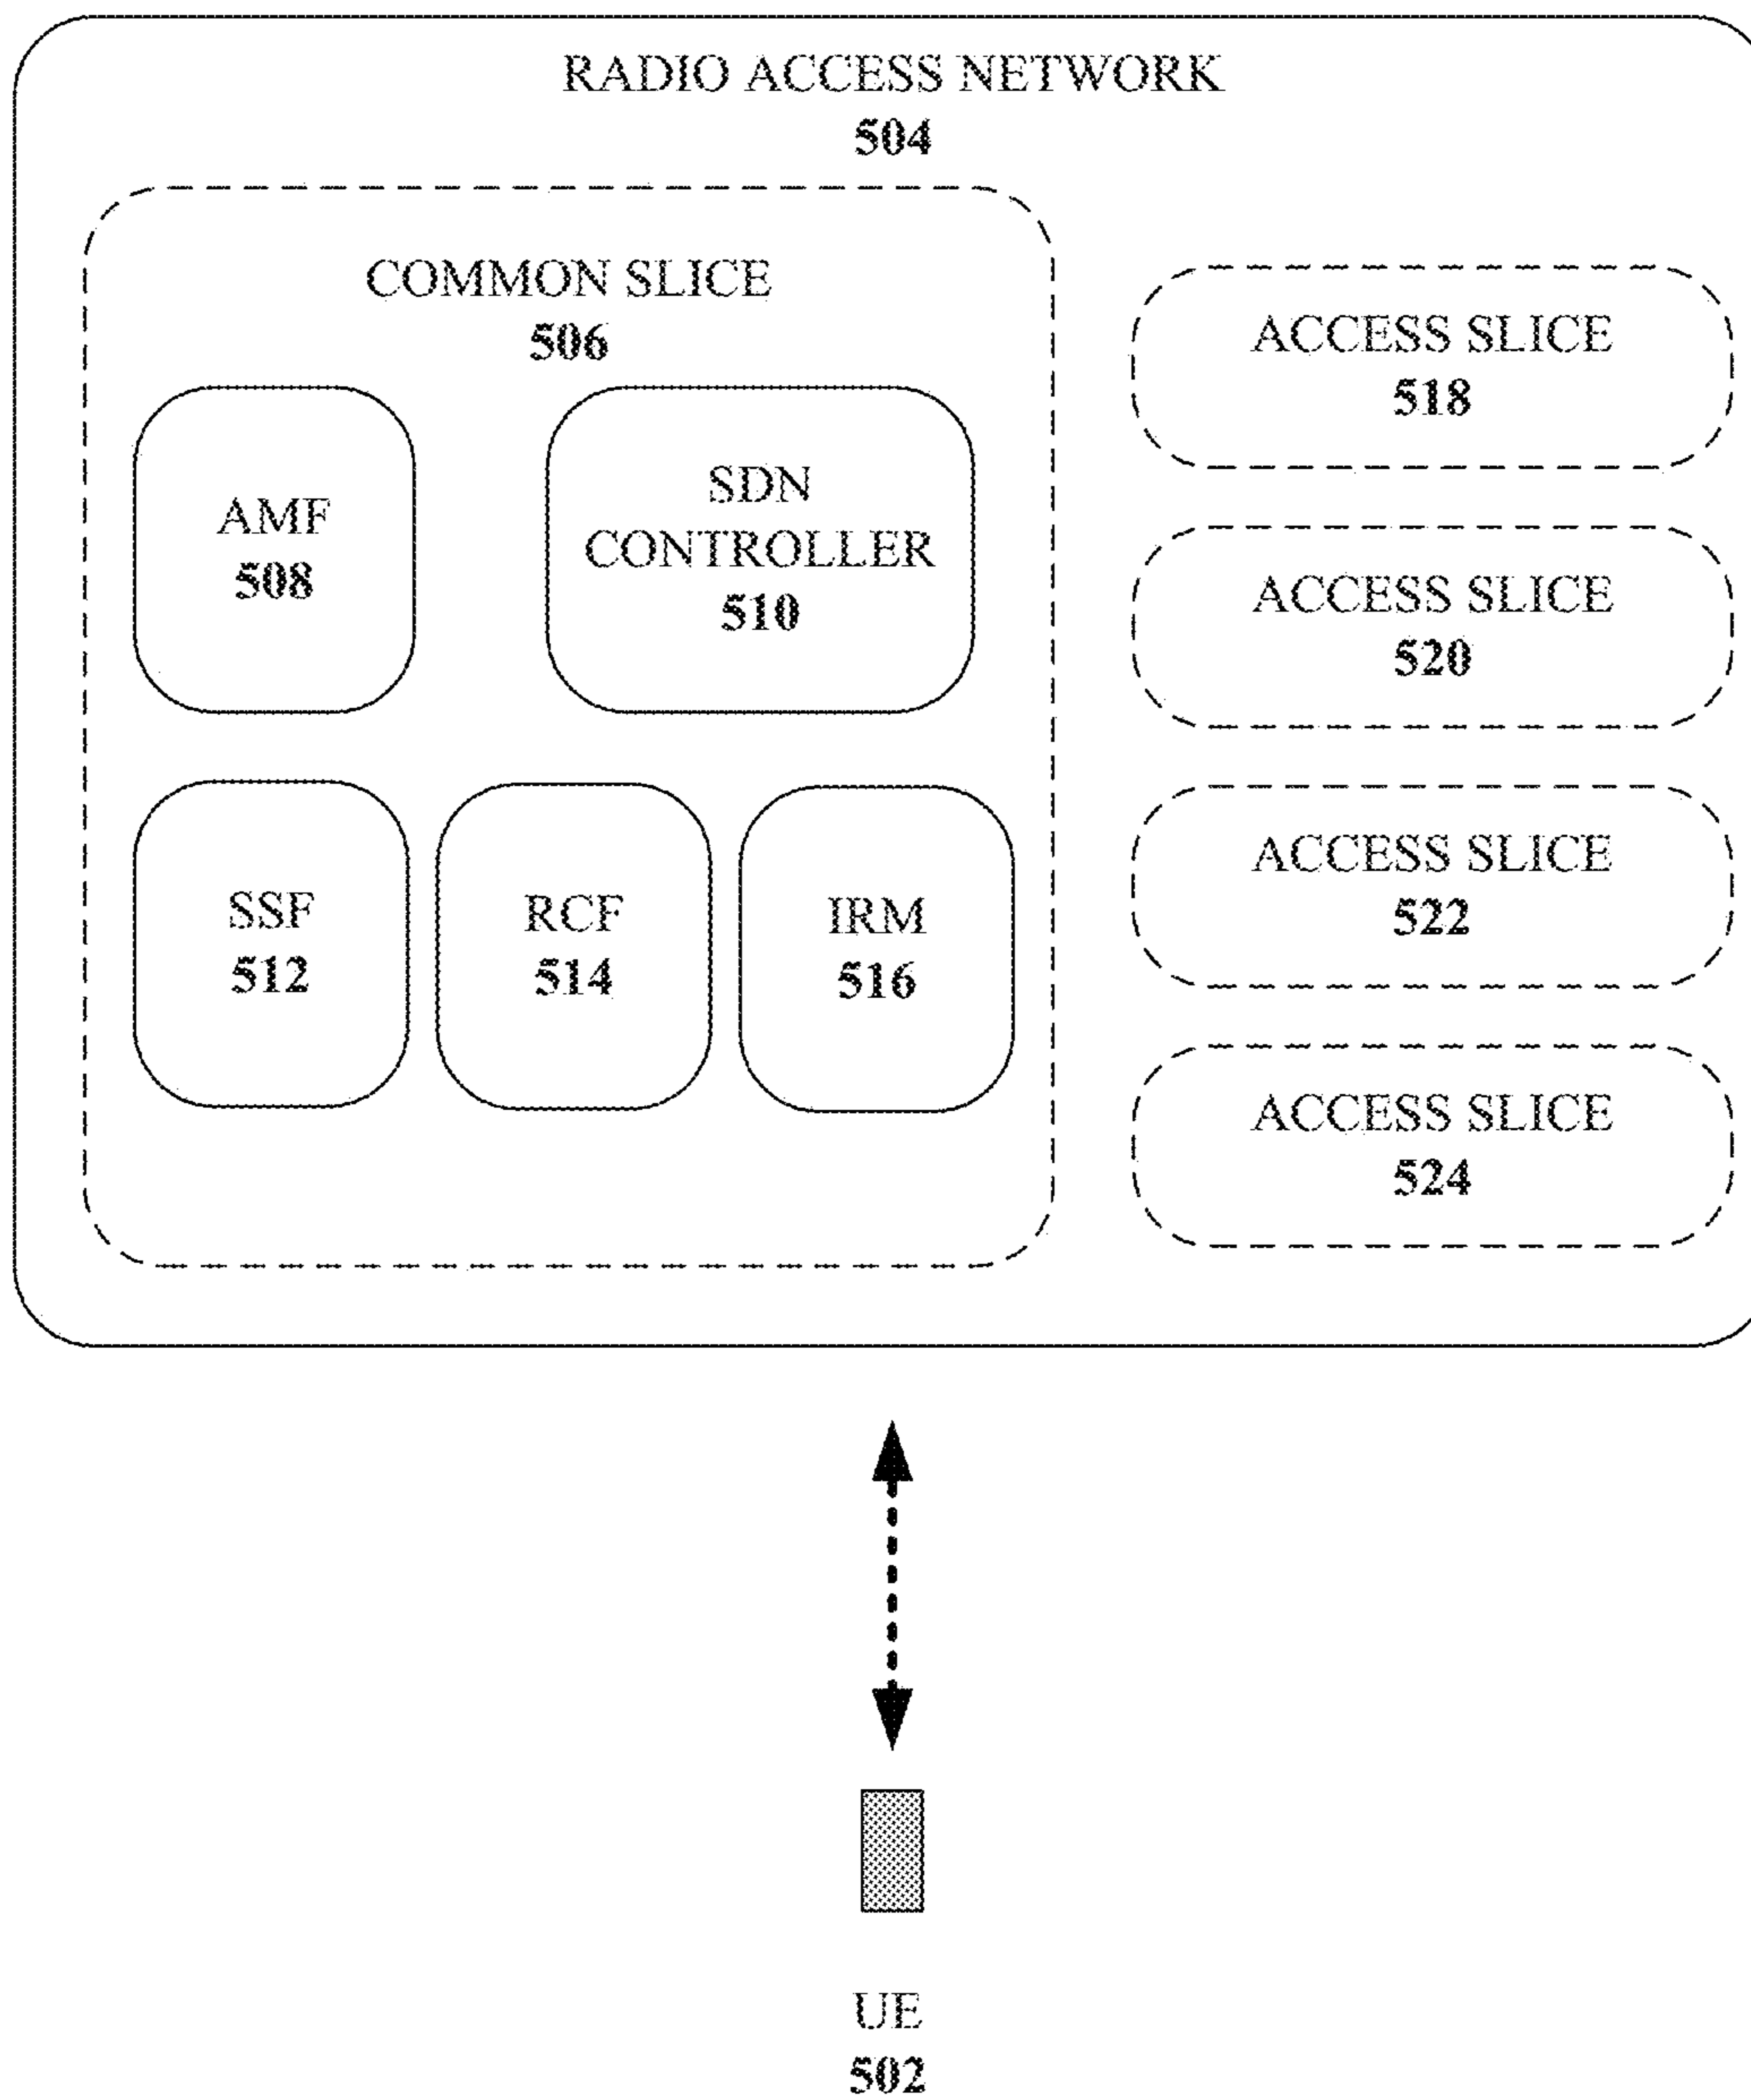 RADIO ACCESS NETWORK
504
COMMON SLICE
506
AMF
508
SDN
CONTROLLER
510
SSF
512
RCF
514
IRM
516
ACCESS SLICE
518
ACCESS SLICE
520
ACCESS SLICE
522
ACCESS SLICE
524
UE
502